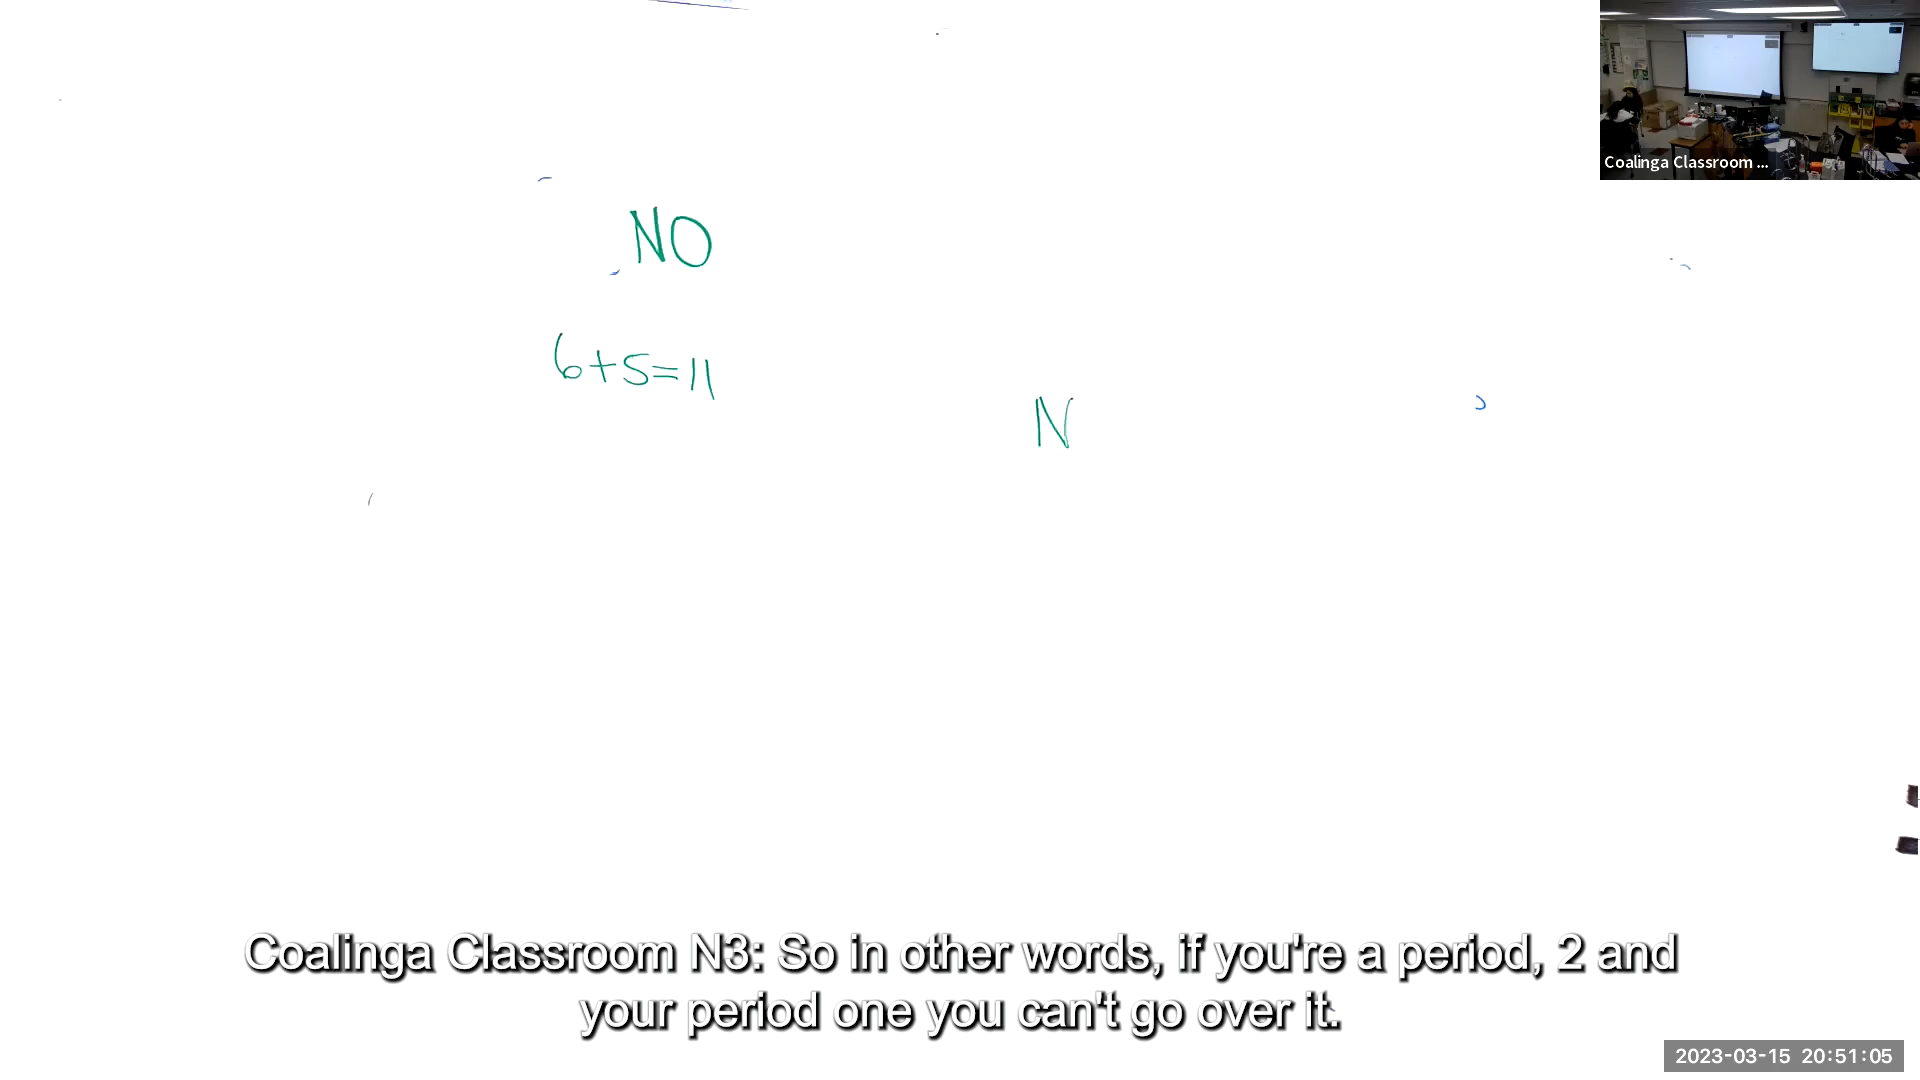 Coalinga Classroom ...
NO
6+5=11
N
Coalinga Classroom N3: So in other words, if you're a period, 2 and
your period one you can't go over it.
2023-03-15 20:51:05